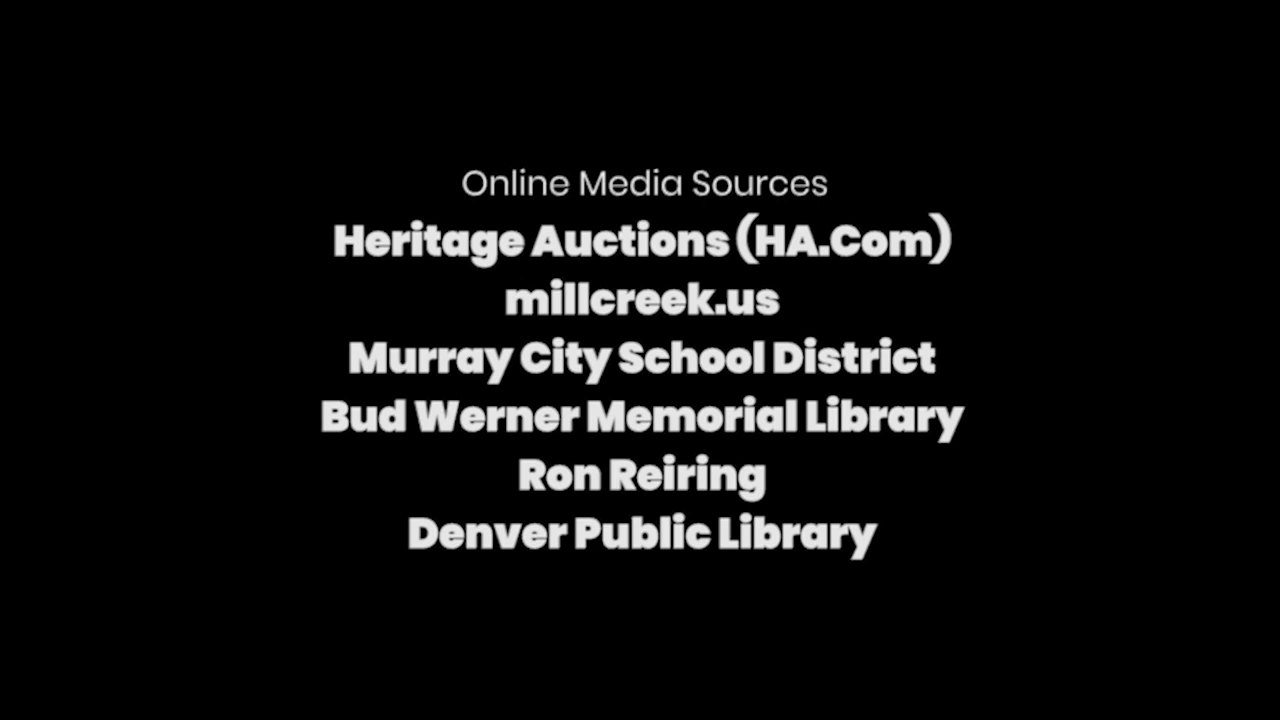 Online Media Sources
Heritage Auctions (HA.Com)
millcreek.us
Murray City School District
Bud Werner Memorial Library
Ron Reiring
Denver Public Library